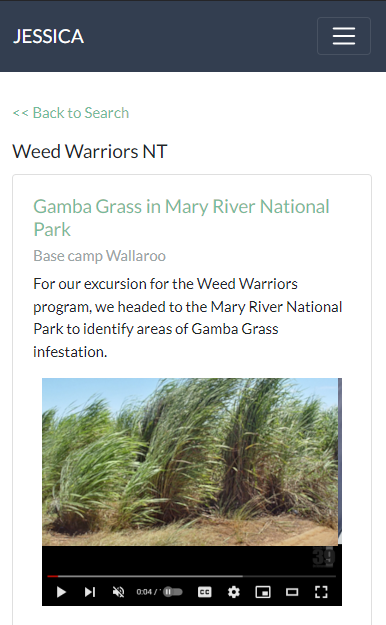 JESSICA
<< Back to Search
Weed Warriors NT
Gamba Grass in Mary River National
Park
Base camp Wallaroo
For our excursion for the Weed Warriors
program, we headed to the Mary River National
Park to identify areas of Gamba Grass
infestation.
0:04 /
CC